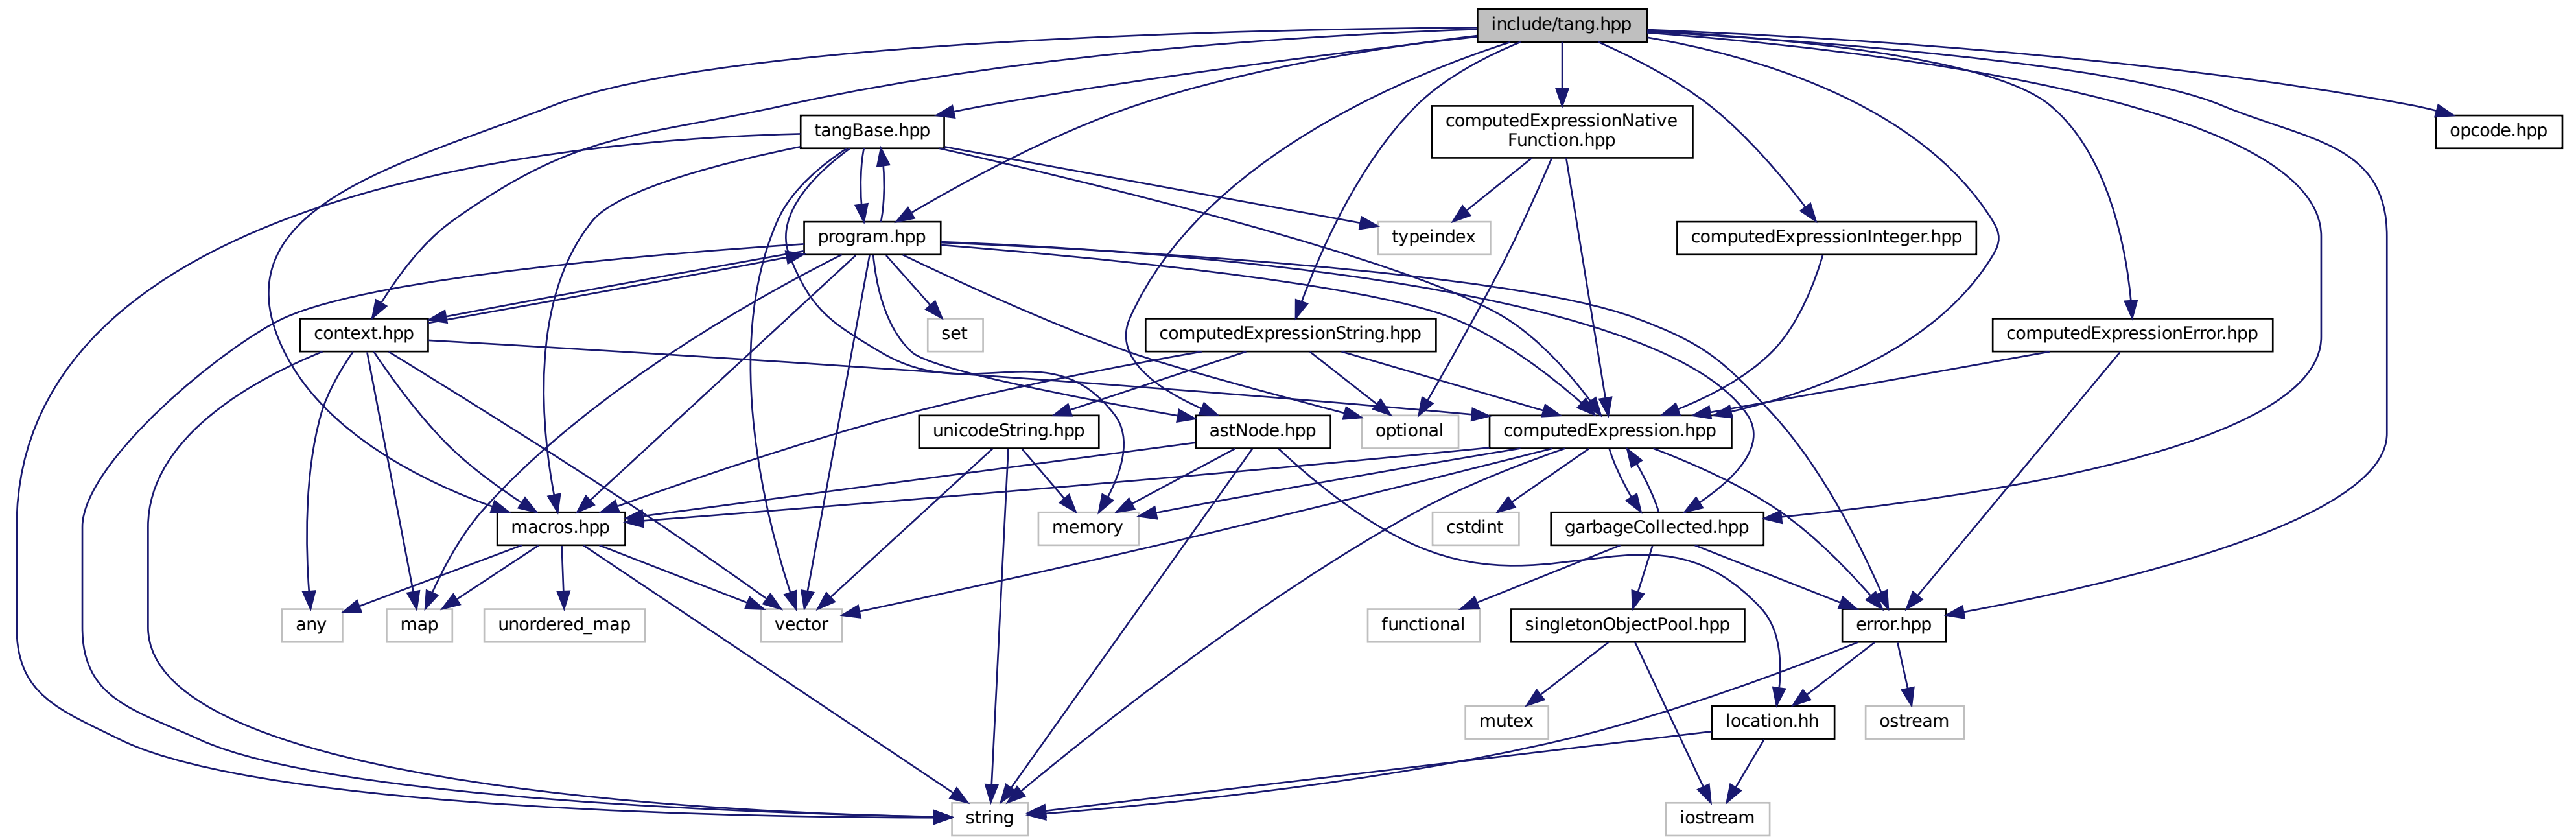 include/tang.hpp
tangBase.hpp
computedExpressionNative
Function.hpp
opcode.hpp
program.hpp
typeindex
computedExpressionInteger.hpp
context.hpp
set
computedExpressionString.hpp
computedExpressionError.hpp
unicodeString.hpp
astNode.hpp
optional
computedExpression.hpp
macros.hpp
memory
cstdint
garbageCollected.hpp
any
map
unordered_map
vector
functional
singletonObjectPool.hpp
error.hpp
mutex
location.hh
ostream
string
iostream